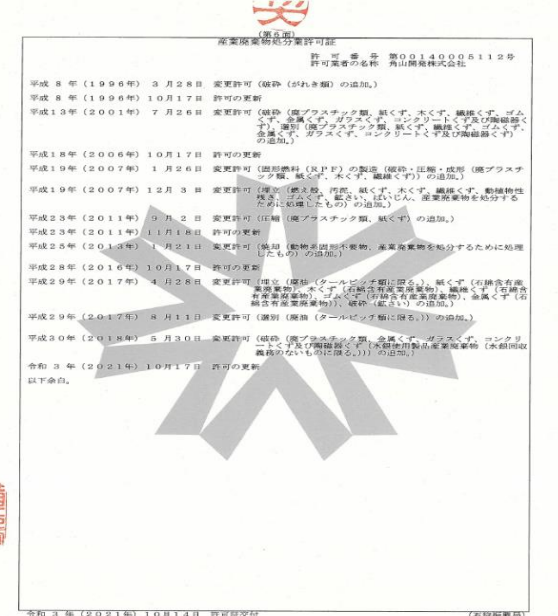 (第6面)
産業廃棄物処分業許可証
許可番号 第00140005112号
許可業者の名称 角山開発株式会社
平成8年(1996年)3月28日 変更許可(破砕(がれき類)の追加。)
平成8年(1996年)10月17日 許可の更新
平成13年(2001年)7月26日 変更許可(破砕(廃プラスチック類、紙くず、木くず、繊維くず、ゴム
くず、金属くず、ガラスくず、コンクリートくず及び陶磁器く
ず)、選別(廃プラスチック類、紙くず、繊維くず、ゴムくず、
金属くず、ガラスくず、コンクリートくず及び陶磁器くず)
の追加。)
平成18年(2006年)10月17日 許可の更新
平成19年(2007年)1月26日 変更許可(固形燃料(RPF)の製造(破砕・圧縮・成形(廃プラスチ
ック類、紙くず、木くず、繊維くず))の追加。)
平成19年(2007年)12月3日 変更許可(埋立(燃え殻、汚泥、紙くず、木くず、繊維くず、動植物性
残さ、ゴムくず、鉱さい、ばいじん、産業廃棄物を処分する
ために処理したもの)の追加。)
平成23年(2011年)9月2日 変更許可(圧縮(廃プラスチック類、紙くず)の追加。)
平成23年(2011年)11月18日 許可の更新
平成25年(2013年)1月21日 変更許可(焼却(動物系固形不要物、産業廃棄物を処分するために処理
したもの)の追加。)
平成28年(2016年)10月17日 許可の更新
平成29年(2017年)4月28日 変更許可(埋立(廃油(タールピッチ類に限る。)、紙くず(石綿含有産
業廃棄物)、木くず(石綿含有産業廃棄物)、繊維くず(石綿含
有産業廃棄物)、ゴムくず(石綿含有産業廃棄物)、金属くず(石
綿含有産業廃棄物))、破砕(鉱さい)の追加。)
平成29年(2017年)8月11日 変更許可(選別(廃油(タールピッチ類に限る。))の追加。)
平成30年(2018年)5月30日 変更許可(破砕(廃プラスチック類、金属くず、ガラスくず、コンクリ
ートくず及び陶磁器くず(水銀使用製品産業廃棄物(水銀回収
義務のないものに限る。)))の追加。)
令和3年(2021年)10月17日 許可の更新
以下余白。
令和3年(2021年)10月14日 許可証交付
(石狩振興局)